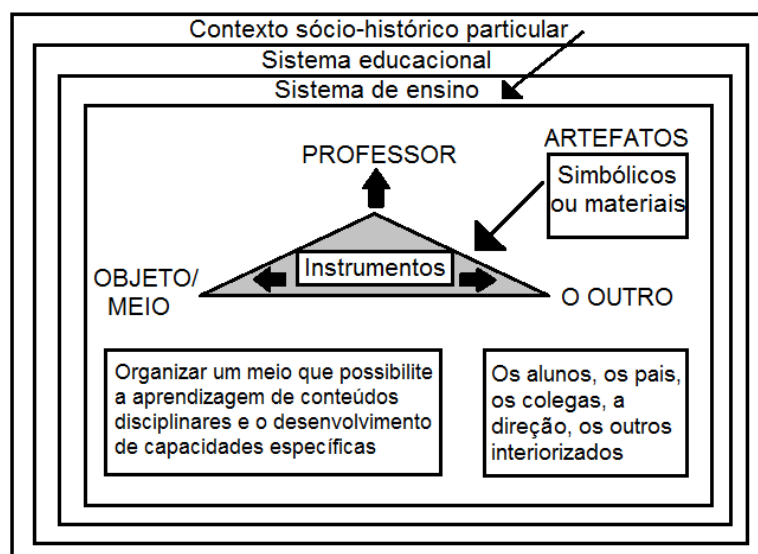 Contexto sócio-histórico particular
Sistema educacional
Sistema de ensino
ARTEFATOS
Simbólicos
ou materiais
PROFESSOR
Instrumentos
OBJETO/
MEIO
O OUTRO
Organizar um meio que possibilite
a aprendizagem de conteúdos
disciplinares e o desenvolvimento
de capacidades específicas
Os alunos, os pais,
os colegas, a
direção, os outros
interiorizados